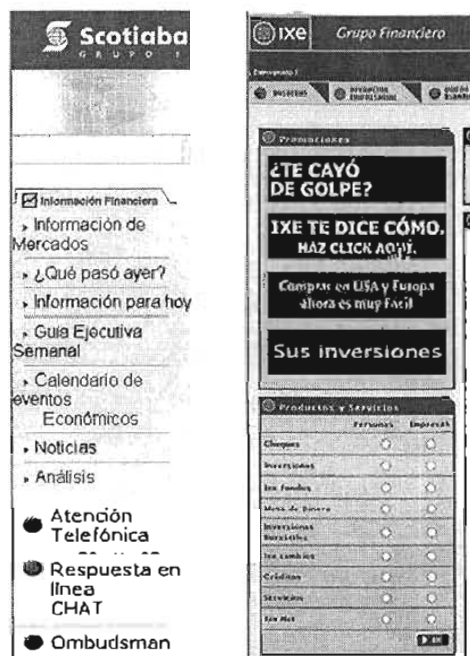 Scotiaba
GRUPO
Información Financiera
Información de
Mercados
¿Qué pasó ayer?
Información para hoy
Guía Ejecutiva
Semanal
Calendario de
eventos
Económicos
Noticias
Análisis
Atención
Telefónica
Respuesta en
línea
CHAT
Ombudsman
IXE Grupo Financiero
Promociones
¿TE CAYÓ
DE GOLPE?
IXE TE DICE CÓMO.
HAZ CLICK AQUÍ.
Compras en USA y Europa
ahora es muy fácil
Sus inversiones
Productos y Servicios
Personas Empresas
Cheques
Inversiones
Ixe fondos
Mesa de Dinero
Inversiones
Bursátiles
Ixe cambios
Créditos
Servicios
Ixe Net